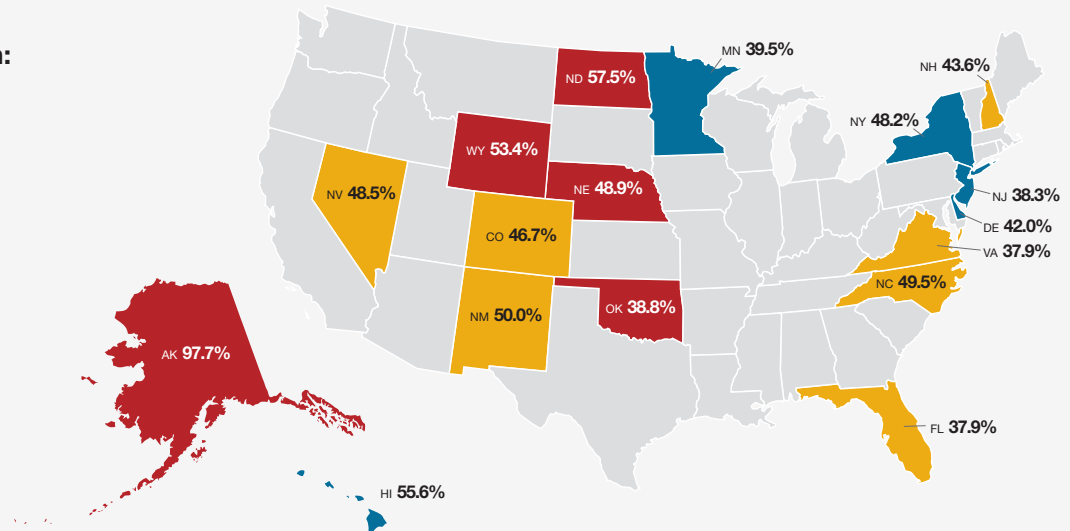 n:
MN 39.5%
ND 57.5%
NH 43.6%
NY 48.2%
WY 53.4%
NE 48.9%
NV 48.5%
NJ 38.3%
DE 42.0%
CO 46.7%
VA 37.9%
NC 49.5%
OK 38.8%
NM 50.0%
AK 97.7%
FL 37.9%
HI 55.6%